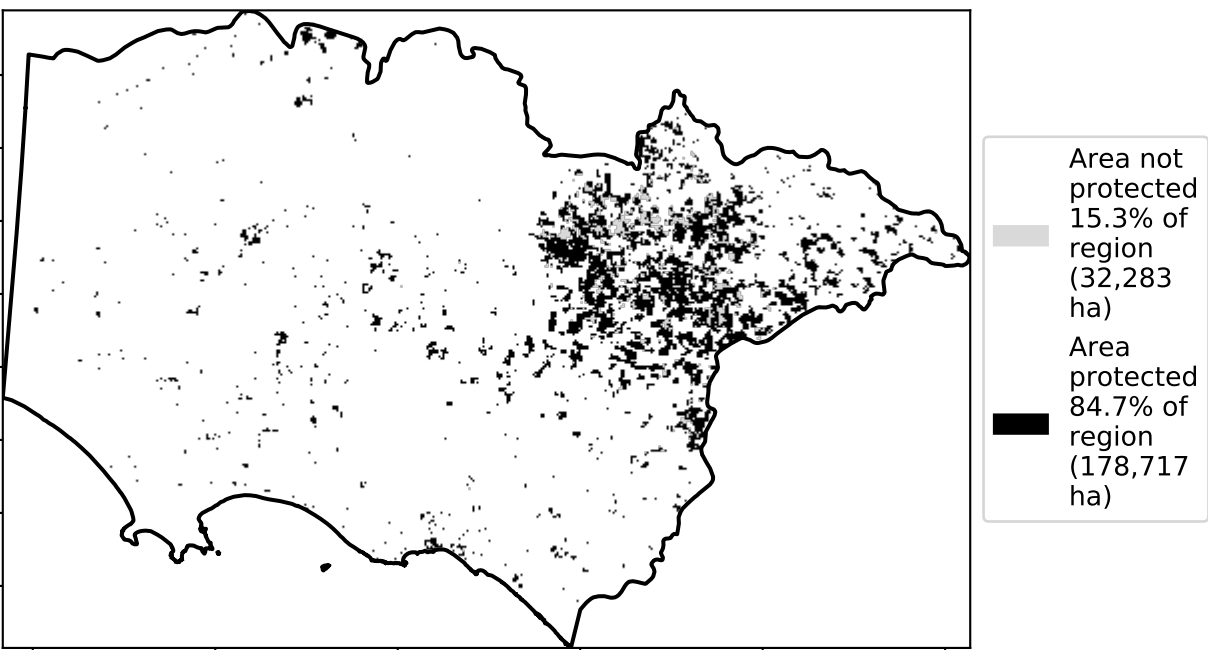 Area not
protected
15.3% of
region
(32,283
ha)
Area
protected
84.7% of
region
(178,717
ha)